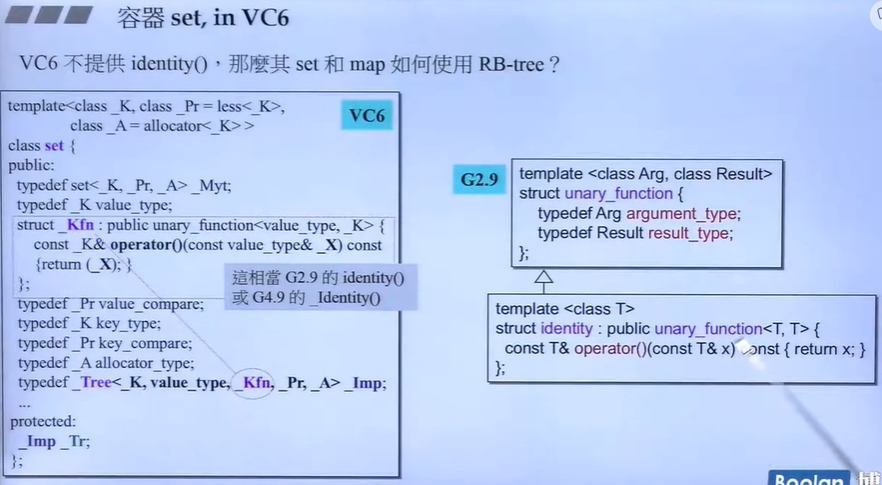 容器 set, in VC6
VC6 不提供 identity()，那麼其 set 和 map 如何使用 RB-tree？
template<class _K, class _Pr = less<_K>,
class _A = allocator<_K> >
VC6
class set {
public:
typedef set<_K, _Pr, _A> _Myt;
typedef _K value_type;
struct _Kfn : public unary_function<value_type, _K> {
const _K& operator()(const value_type& _X) const
{return (_X); }
};
這相當 G2.9 的 identity()
或 G4.9 的 _Identity()
typedef _Pr value_compare;
typedef _K key_type;
typedef _Pr key_compare;
typedef _A allocator_type;
typedef _Tree<_K, value_type, _Kfn, _Pr, _A> _Imp;
...
protected:
_Imp _Tr;
};
G2.9
template <class Arg, class Result>
struct unary_function {
typedef Arg argument_type;
typedef Result result_type;
};
template <class T>
struct identity : public unary_function<T, T> {
const T& operator()(const T& x) const { return x; }
};
Boolan 博